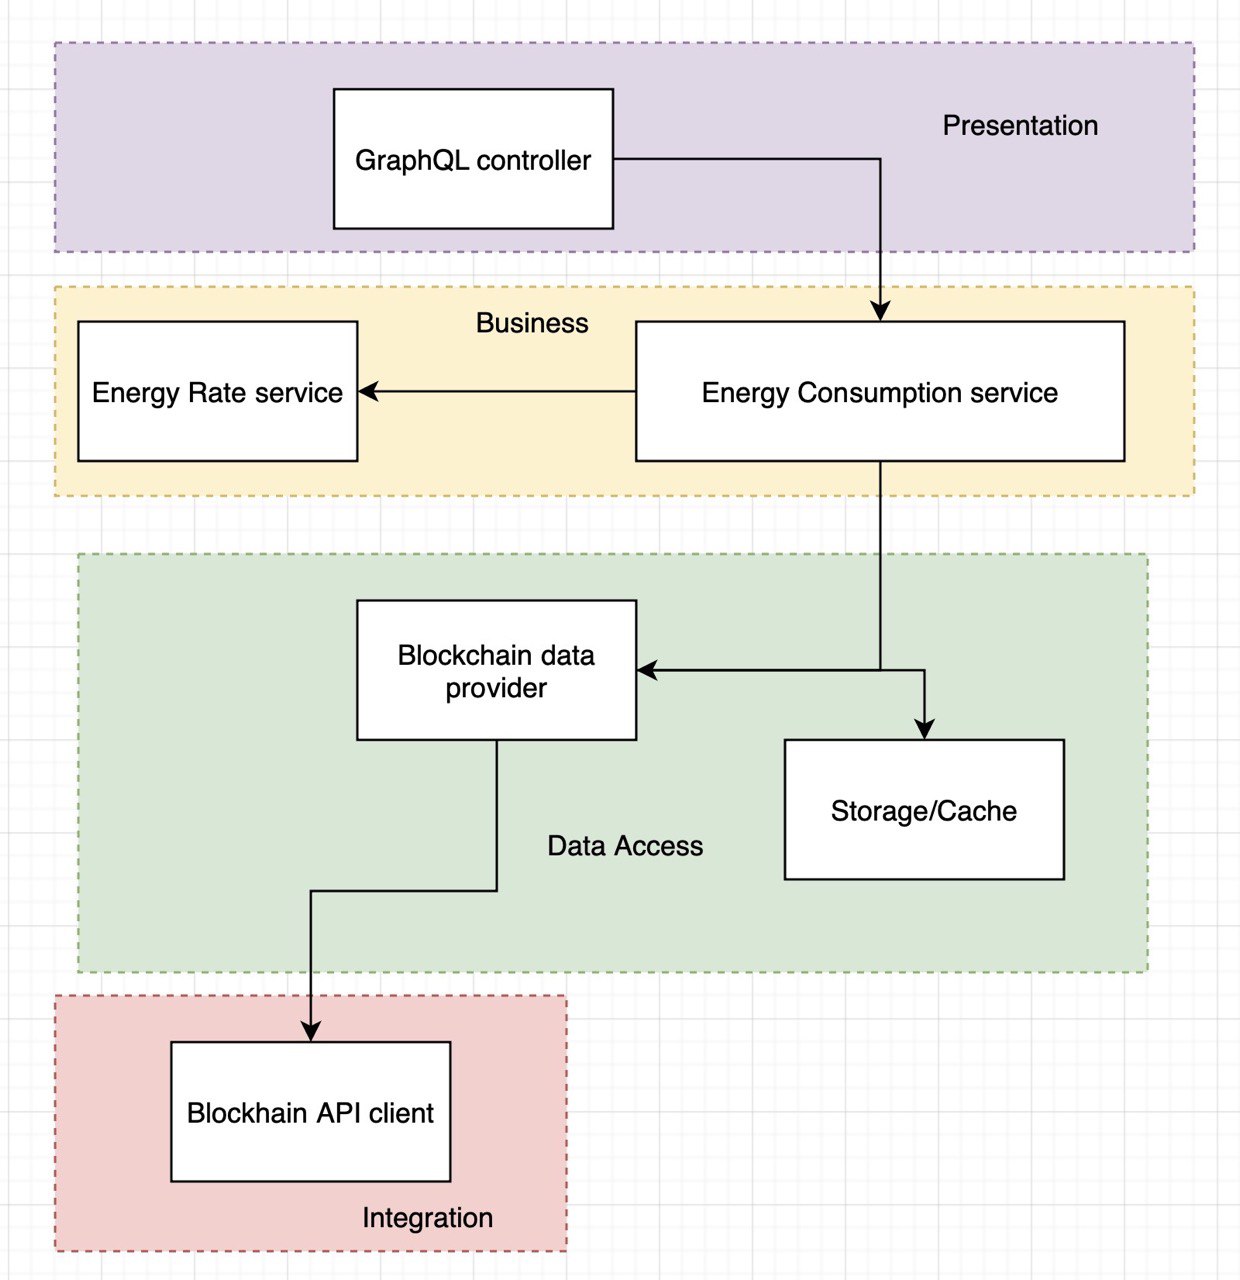 Presentation
GraphQL controller
Business
Energy Rate service
Energy Consumption service
Blockchain data
provider
Storage/Cache
Data Access
Blockhain API client
Integration